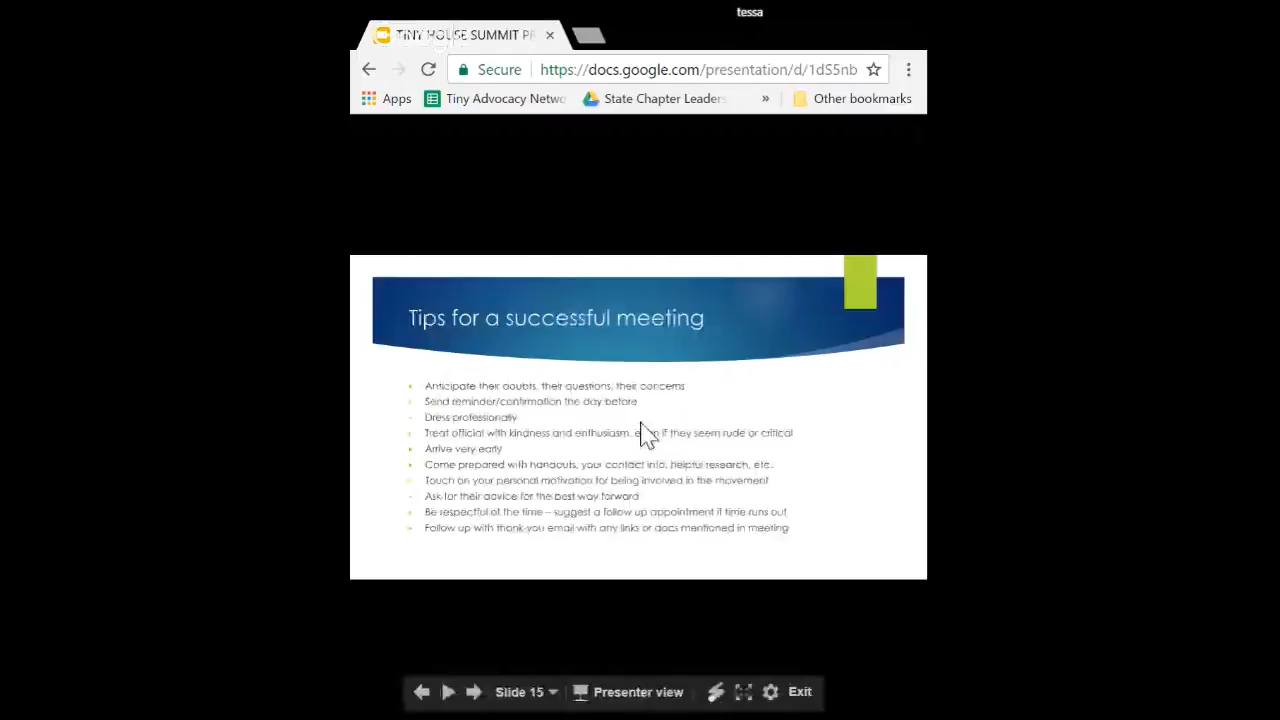 tessa
TINY HOUSE SUMMIT PR
Secure https://docs.google.com/presentation/d/1dS5nb
Apps Tiny Advocacy Netwo State Chapter Leaders » Other bookmarks
Tips for a successful meeting
Anticipate their doubts, their questions, their concerns
Send reminder/confirmation the day before
Dress professionally
Treat official with kindness and enthusiasm, even if they seem rude or critical
Arrive very early
Come prepared with handouts, your contact info, helpful research, etc.
Touch on your personal motivation for being involved in the movement
Ask for their advice for the best way forward
Be respectful of the time – suggest a follow up appointment if time runs out
Follow up with thank-you email with any links or docs mentioned in meeting
Slide 15 Presenter view Exit